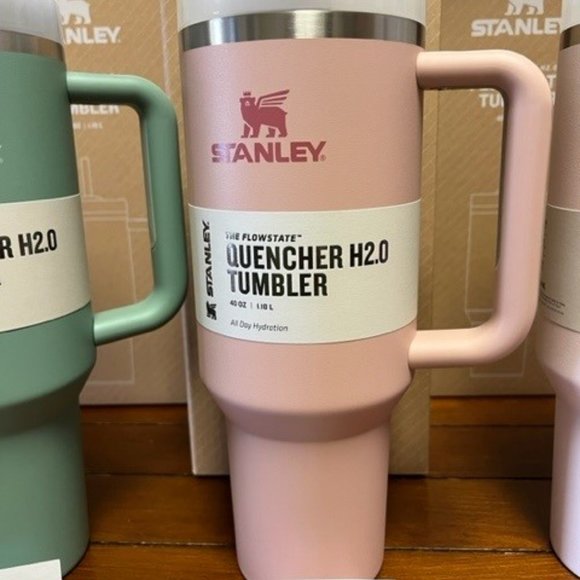 STANLEY
TUMBLER
STANLEY
STANLEY®
R H2.0
STANLEY
THE FLOWSTATE™
QUENCHER H2.0
TUMBLER
40 OZ | 1.18 L
All Day Hydration